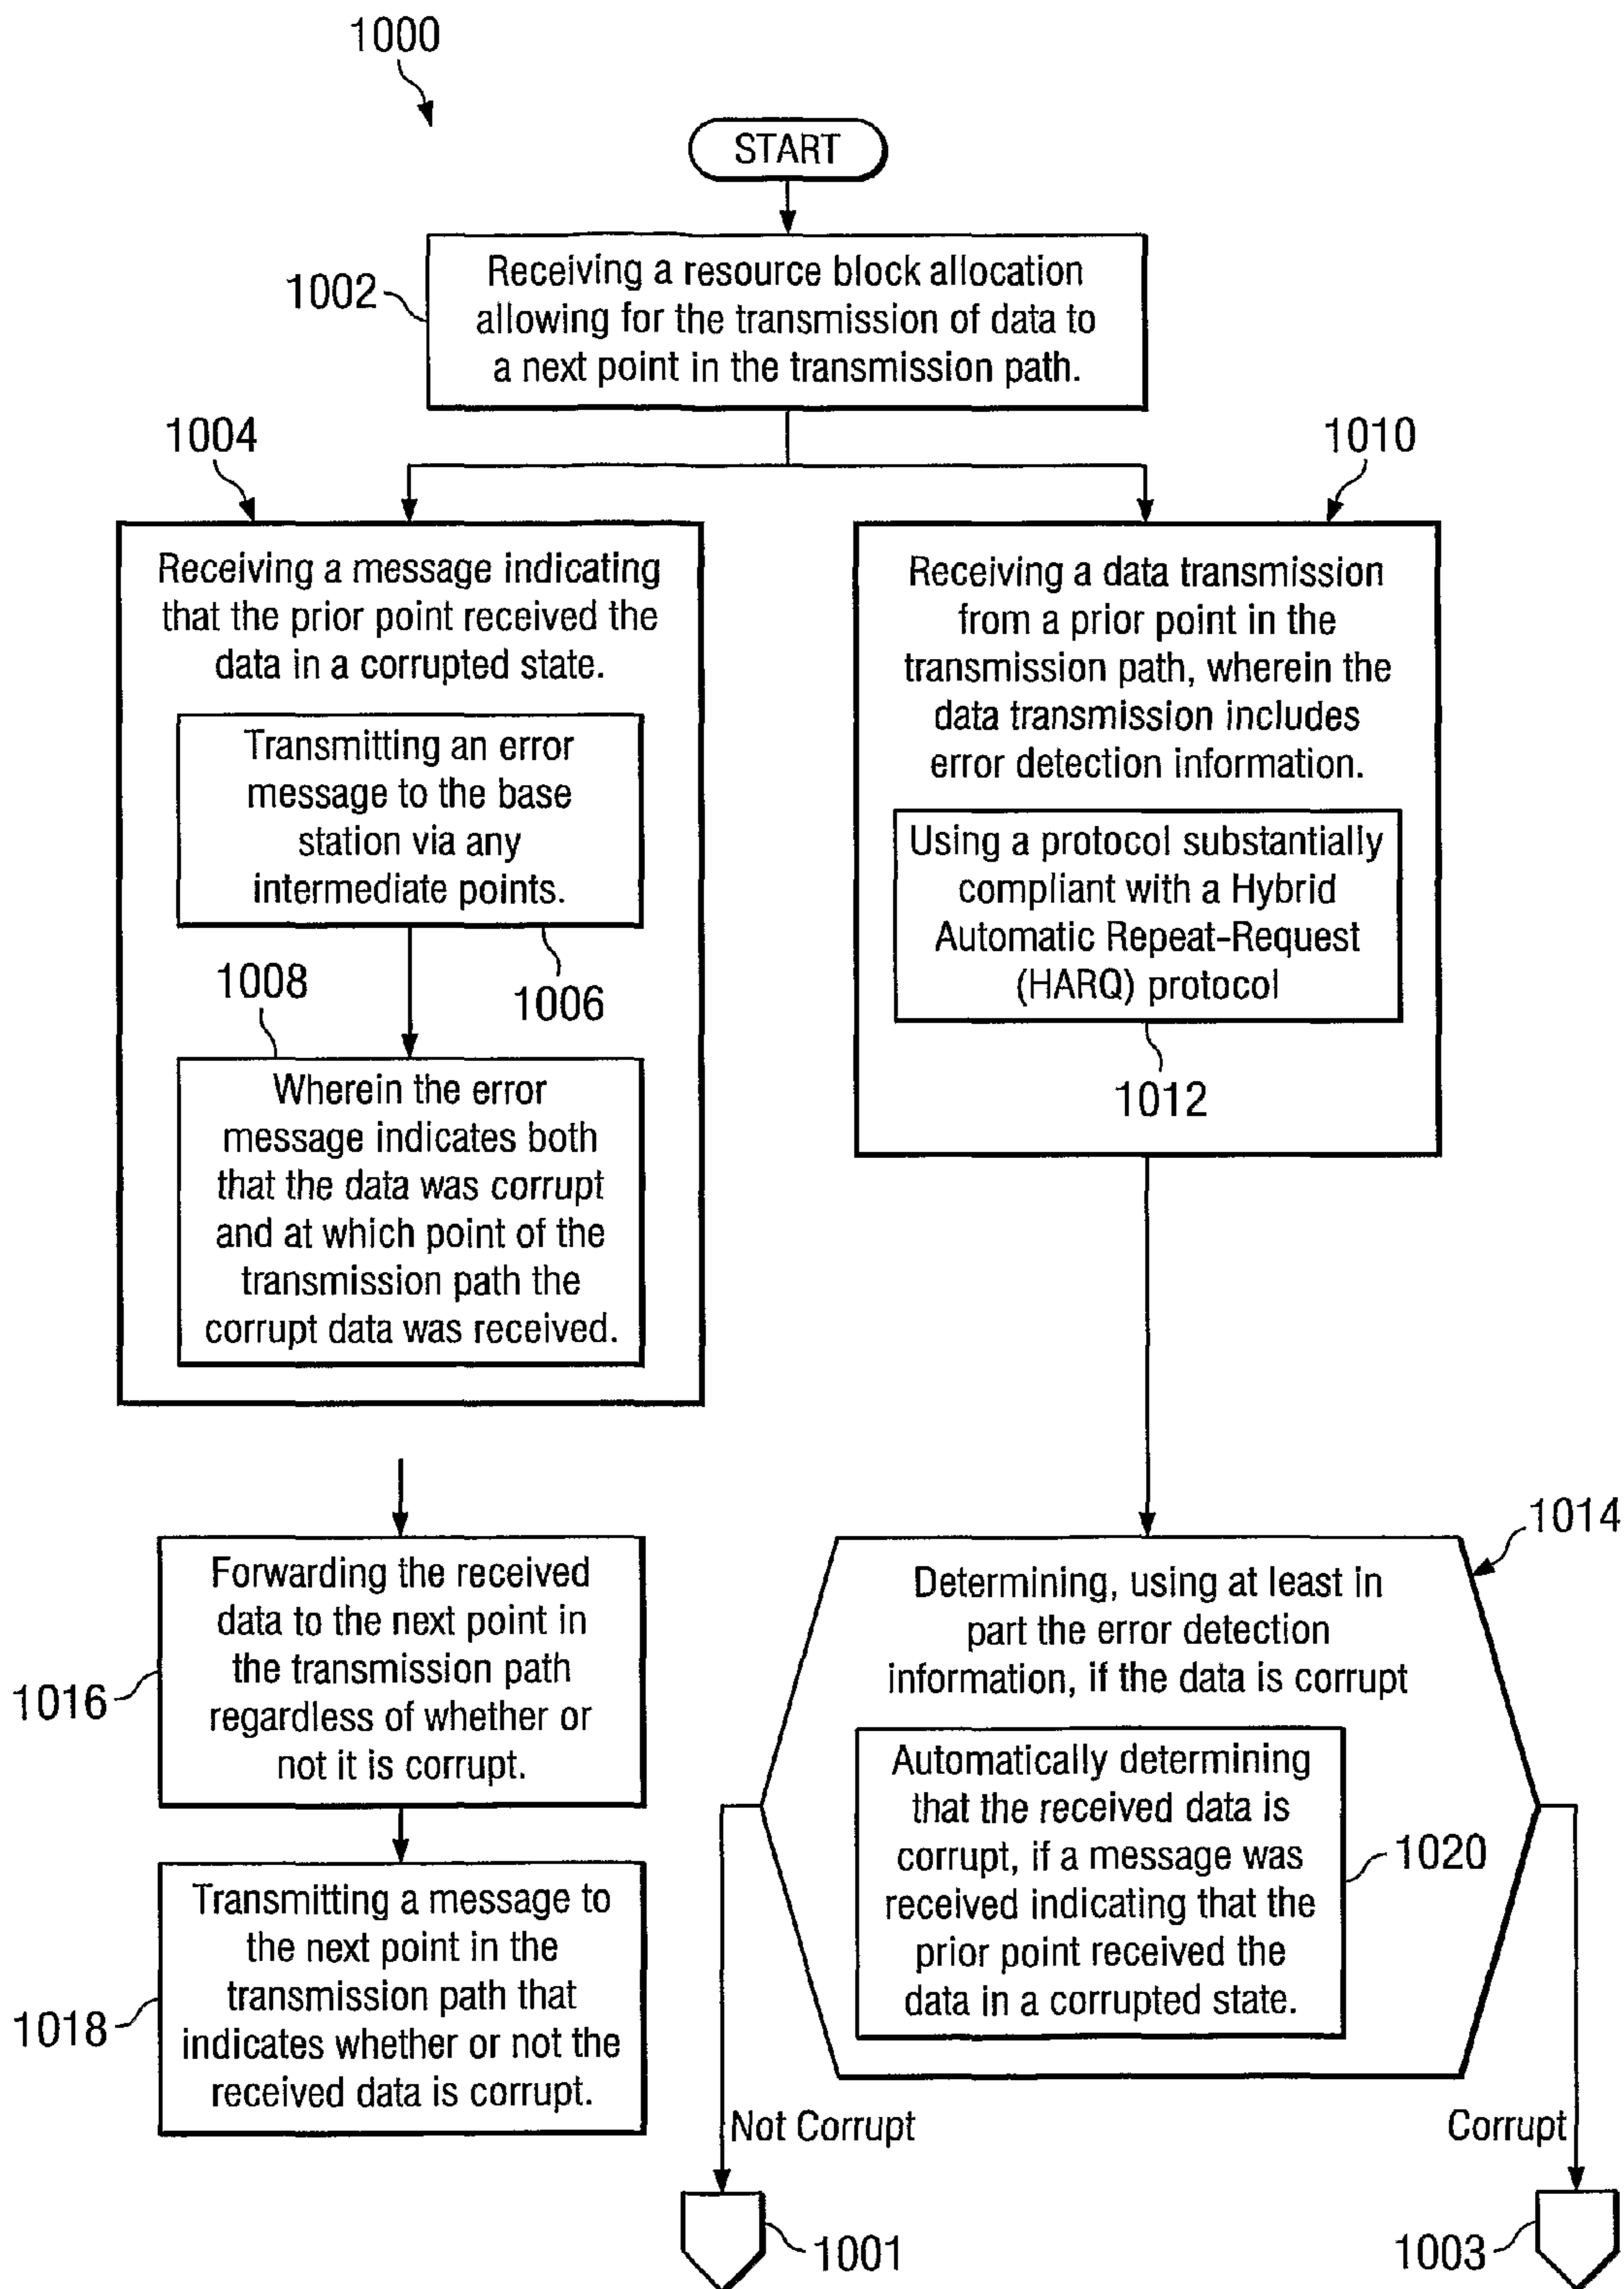 1000
START
1002
Receiving a resource block allocation
allowing for the transmission of data to
a next point in the transmission path.
1004
Receiving a message indicating
that the prior point received the
data in a corrupted state.
Transmitting an error
message to the base
station via any
intermediate points.
1006
1008
Wherein the error
message indicates both
that the data was corrupt
and at which point of the
transmission path the
corrupt data was received.
1010
Receiving a data transmission
from a prior point in the
transmission path, wherein the
data transmission includes
error detection information.
Using a protocol substantially
compliant with a Hybrid
Automatic Repeat-Request
(HARQ) protocol
1012
Forwarding the received
data to the next point in
the transmission path
regardless of whether or
not it is corrupt.
1016
Transmitting a message to
the next point in the
transmission path that
indicates whether or not the
received data is corrupt.
1018
1014
Determining, using at least in
part the error detection
information, if the data is corrupt
Automatically determining
that the received data is
corrupt, if a message was
received indicating that the
prior point received the
data in a corrupted state.
1020
Not Corrupt
Corrupt
1001
1003